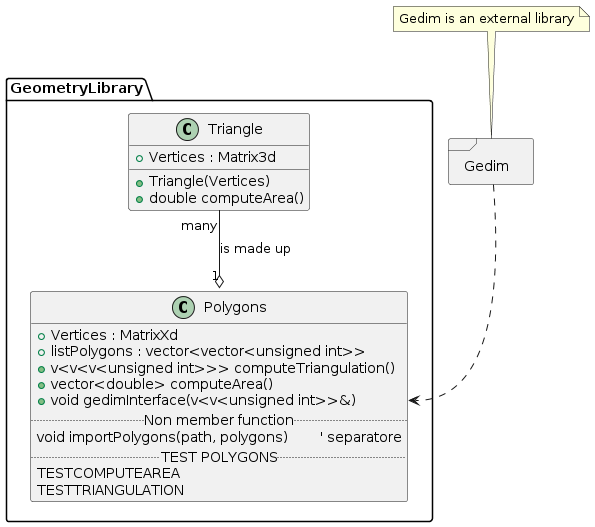 Gedim is an external library
GeometryLibrary
C Triangle
Vertices : Matrix3d
Triangle(Vertices)
double computeArea()
Gedim
many
is made up
1
C Polygons
Vertices : MatrixXd
listPolygons : vector<vector<unsigned int>>
v<v<v<unsigned int>>> computeTriangulation()
vector<double> computeArea()
void gedimInterface(v<v<unsigned int>>&)
Non member function
void importPolygons(path, polygons) ' separatore
TEST POLYGONS
TESTCOMPUTEAREA
TESTTRIANGULATION